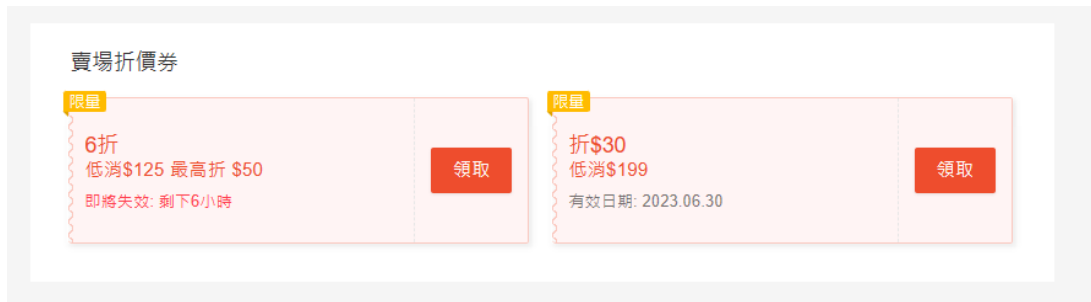 賣場折價券
限量
6折
低消$125 最高折 $50
即將失效: 剩下6小時
領取
限量
折$30
低消$199
有效日期: 2023.06.30
領取